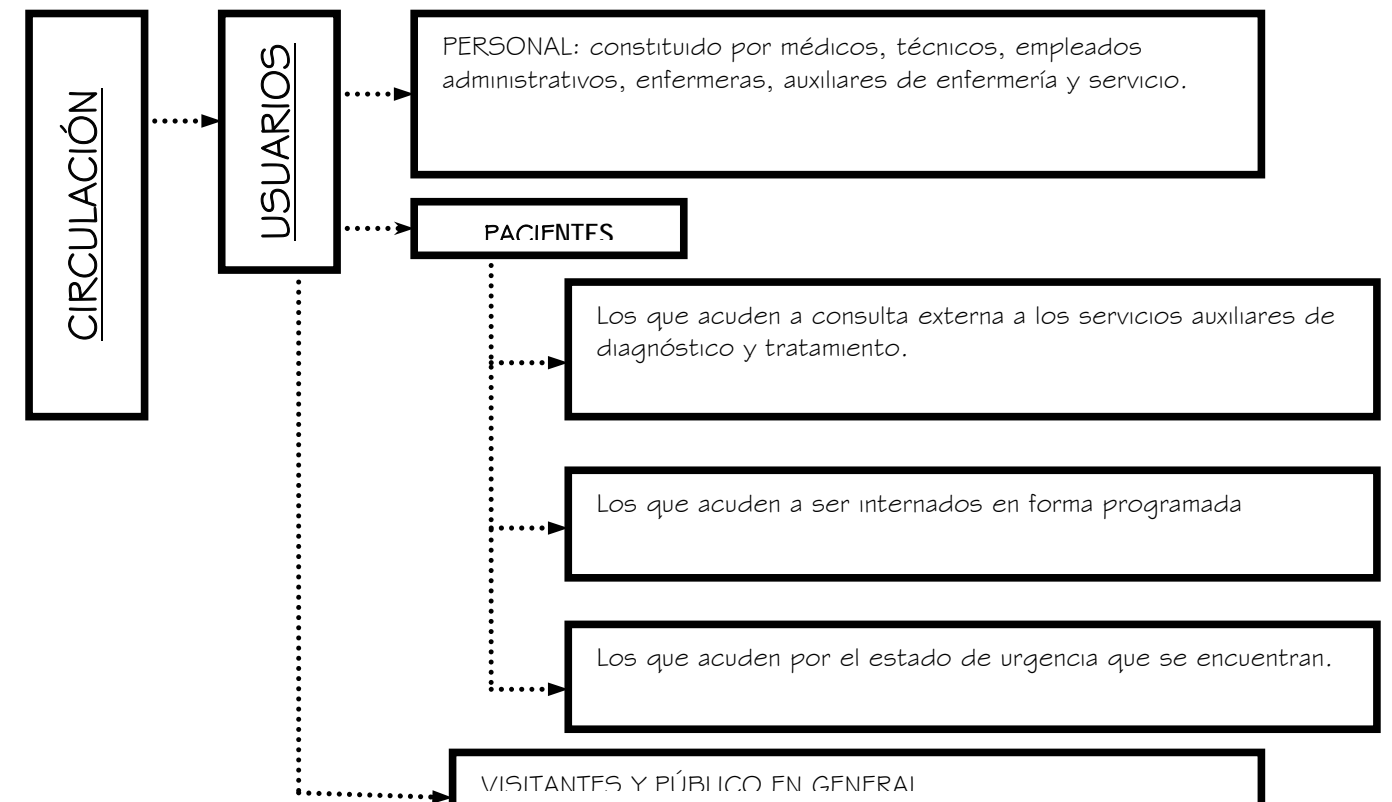 CIRCULACIÓN
USUARIOS
PERSONAL: constituido por médicos, técnicos, empleados
administrativos, enfermeras, auxiliares de enfermería y servicio.
PACIENTES
Los que acuden a consulta externa a los servicios auxiliares de
diagnóstico y tratamiento.
Los que acuden a ser internados en forma programada
Los que acuden por el estado de urgencia que se encuentran.
VISITANTES Y PÚBLICO EN GENERAL